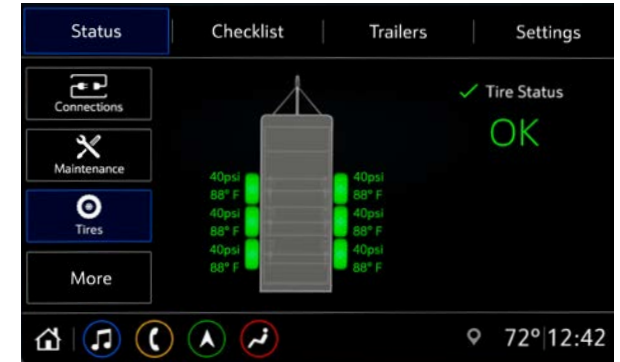 Status Checklist Trailers Settings
Connections
Maintenance
Tires
More
Tire Status
OK
40psi 40psi
88° F 88° F
40psi 40psi
88° F 88° F
40psi 40psi
88° F 88° F
72° 12:42